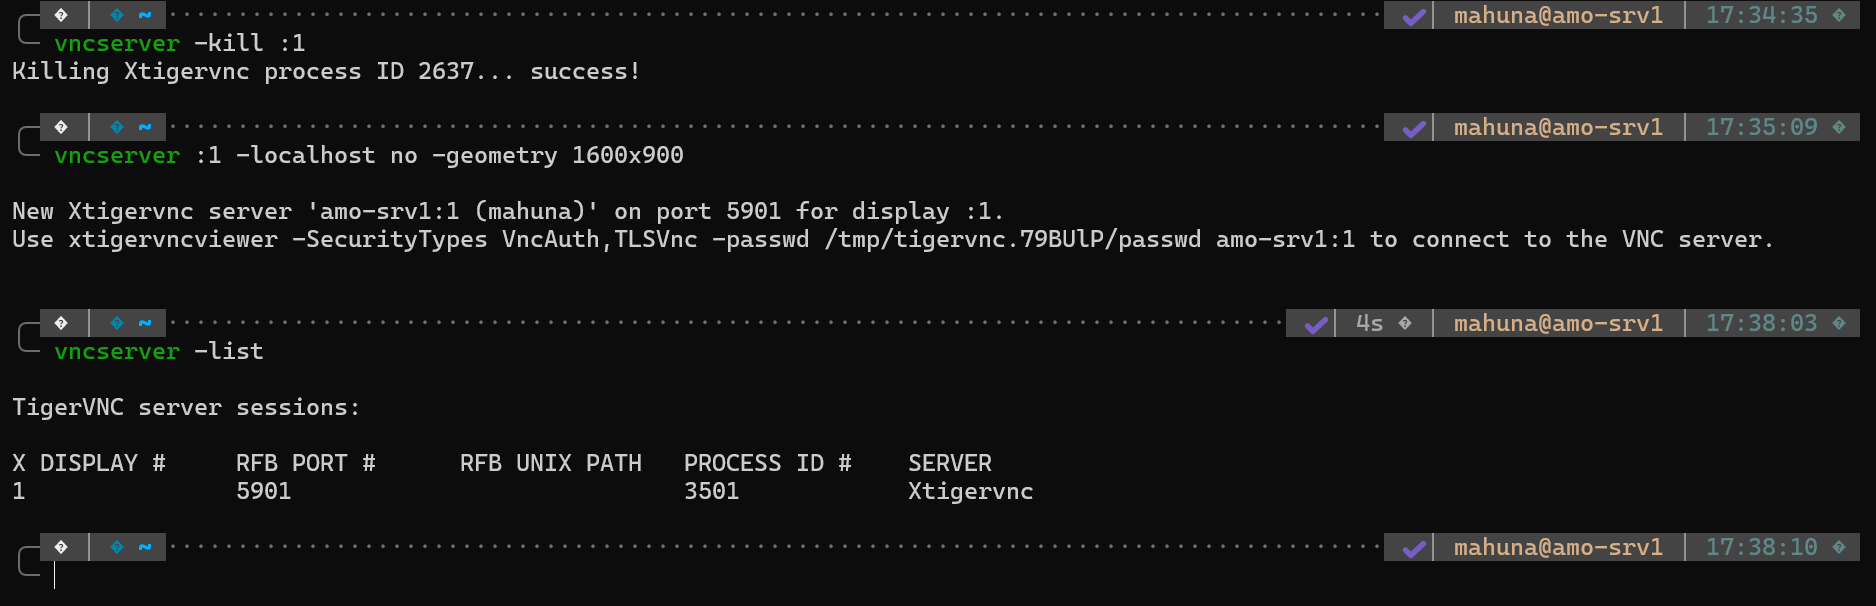 ~ ✓ mahuna@amo-srv1 17:34:35
vncserver -kill :1
Killing Xtigervnc process ID 2637... success!
~ ✓ mahuna@amo-srv1 17:35:09
vncserver :1 -localhost no -geometry 1600x900
New Xtigervnc server 'amo-srv1:1 (mahuna)' on port 5901 for display :1.
Use xtigervncviewer -SecurityTypes VncAuth,TLSVnc -passwd /tmp/tigervnc.79BUlP/passwd amo-srv1:1 to connect to the VNC server.
~ ✓ 4s mahuna@amo-srv1 17:38:03
vncserver -list
TigerVNC server sessions:
X DISPLAY # RFB PORT # RFB UNIX PATH PROCESS ID # SERVER
1 5901 3501 Xtigervnc
~ ✓ mahuna@amo-srv1 17:38:10